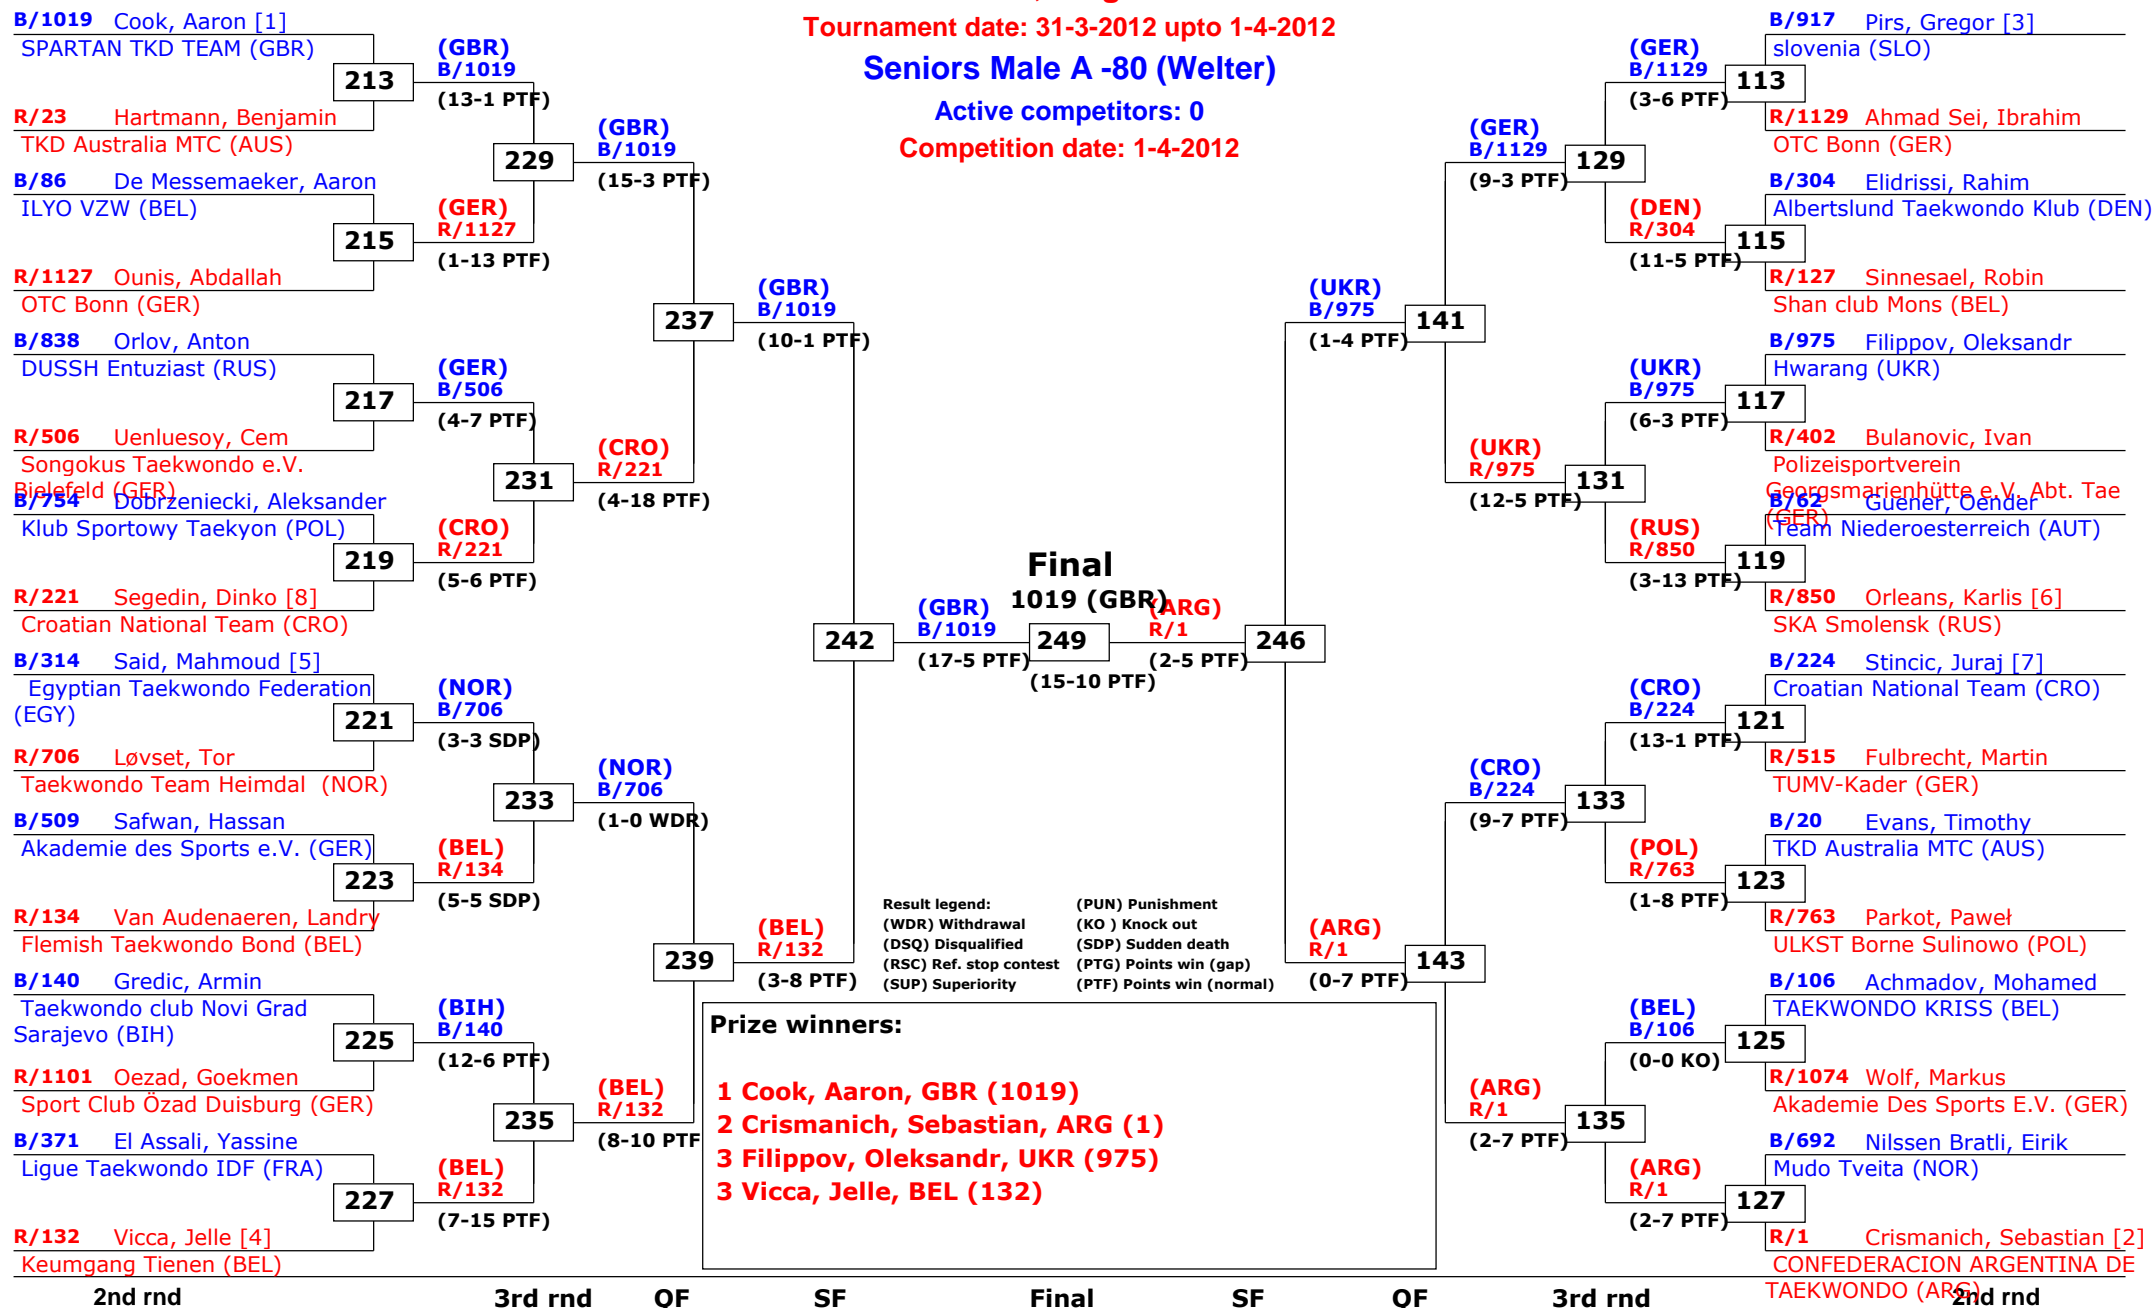 Tournament date: 31-3-2012 upto 1-4-2012
Seniors Male A -80 (Welter)
Active competitors: 0
Competition date: 1-4-2012
B/1019 Cook, Aaron [1]
SPARTAN TKD TEAM (GBR)
213
R/23 Hartmann, Benjamin
TKD Australia MTC (AUS)
B/86 De Messemaeker, Aaron
ILYO VZW (BEL)
215
R/1127 Ounis, Abdallah
OTC Bonn (GER)
B/838 Orlov, Anton
DUSSH Entuziast (RUS)
217
R/506 Uenluesoy, Cem
Songokus Taekwondo e.V.
Bielefeld (GER)
B/754 Dobrzeniecki, Aleksander
Klub Sportowy Taekyon (POL)
219
R/221 Segedin, Dinko [8]
Croatian National Team (CRO)
B/314 Said, Mahmoud [5]
Egyptian Taekwondo Federation
(EGY)
221
R/706 Løvset, Tor
Taekwondo Team Heimdal (NOR)
B/509 Safwan, Hassan
Akademie des Sports e.V. (GER)
223
R/134 Van Audenaeren, Landry
Flemish Taekwondo Bond (BEL)
B/140 Gredic, Armin
Taekwondo club Novi Grad
Sarajevo (BIH)
225
R/1101 Oezad, Goekmen
Sport Club Özad Duisburg (GER)
B/371 El Assali, Yassine
Ligue Taekwondo IDF (FRA)
227
R/132 Vicca, Jelle [4]
Keumgang Tienen (BEL)
(GBR)
B/1019
(13-1 PTF)
229
(GER)
R/1127
(1-13 PTF)
(GER)
B/506
(4-7 PTF)
231
(CRO)
R/221
(5-6 PTF)
(NOR)
B/706
(3-3 SDP)
233
(BEL)
R/134
(5-5 SDP)
(BIH)
B/140
(12-6 PTF)
235
(BEL)
R/132
(7-15 PTF)
(GBR)
B/1019
(15-3 PTF)
237
(CRO)
R/221
(4-18 PTF)
(NOR)
B/706
(1-0 WDR)
239
(BEL)
R/132
(8-10 PTF
(GBR)
B/1019
(10-1 PTF)
242
(BEL)
R/132
(3-8 PTF)
Final
1019 (GBR)
(GBR)
B/1019
(17-5 PTF)
249
(15-10 PTF)
(ARG)
R/1
(2-5 PTF)
246
(UKR)
B/975
(1-4 PTF)
(ARG)
R/1
(0-7 PTF)
141
143
(GER)
B/1129
(9-3 PTF)
(UKR)
R/975
(12-5 PTF)
(CRO)
B/224
(9-7 PTF)
(ARG)
R/1
(2-7 PTF)
129
131
133
135
(GER)
B/1129
(3-6 PTF)
(DEN)
R/304
(11-5 PTF)
(UKR)
B/975
(6-3 PTF)
(RUS)
R/850
(3-13 PTF)
(CRO)
B/224
(13-1 PTF)
(POL)
R/763
(1-8 PTF)
(BEL)
B/106
(0-0 KO)
(ARG)
R/1
(2-7 PTF)
B/917 Pirs, Gregor [3]
slovenia (SLO)
113
R/1129 Ahmad Sei, Ibrahim
OTC Bonn (GER)
B/304 Elidrissi, Rahim
Albertslund Taekwondo Klub (DEN)
115
R/127 Sinnesael, Robin
Shan club Mons (BEL)
B/975 Filippov, Oleksandr
Hwarang (UKR)
117
R/402 Bulanovic, Ivan
Polizeisportverein
Georgsmarienhütte e.V. Abt. Tae
(GER)
B/62 Guener, Oender
Team Niederoesterreich (AUT)
119
R/850 Orleans, Karlis [6]
SKA Smolensk (RUS)
B/224 Stincic, Juraj [7]
Croatian National Team (CRO)
121
R/515 Fulbrecht, Martin
TUMV-Kader (GER)
B/20 Evans, Timothy
TKD Australia MTC (AUS)
123
R/763 Parkot, Paweł
ULKST Borne Sulinowo (POL)
B/106 Achmadov, Mohamed
TAEKWONDO KRISS (BEL)
125
R/1074 Wolf, Markus
Akademie Des Sports E.V. (GER)
B/692 Nilssen Bratli, Eirik
Mudo Tveita (NOR)
127
R/1 Crismanich, Sebastian [2]
CONFEDERACION ARGENTINA DE
TAEKWONDO (ARG)
Result legend: (PUN) Punishment
(WDR) Withdrawal (KO ) Knock out
(DSQ) Disqualified (SDP) Sudden death
(RSC) Ref. stop contest (PTG) Points win (gap)
(SUP) Superiority (PTF) Points win (normal)
Prize winners:
1 Cook, Aaron, GBR (1019)
2 Crismanich, Sebastian, ARG (1)
3 Filippov, Oleksandr, UKR (975)
3 Vicca, Jelle, BEL (132)
2nd rnd 3rd rnd QF SF Final SF QF 3rd rnd 2nd rnd